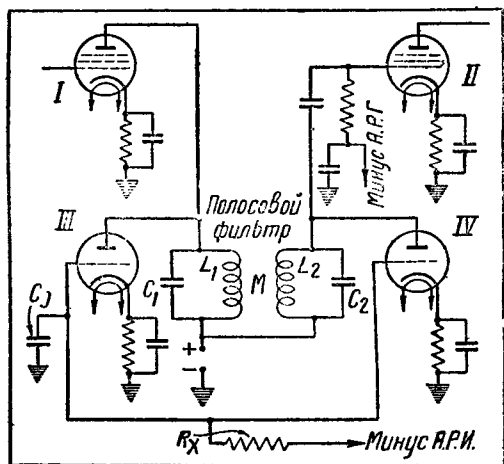 I
II
Минус А.Р.Г
Полосовой
фильтр
III
IV
C₁
L₁
M
L₂
C₂
+
−
Rx
Минус А.Р.И.